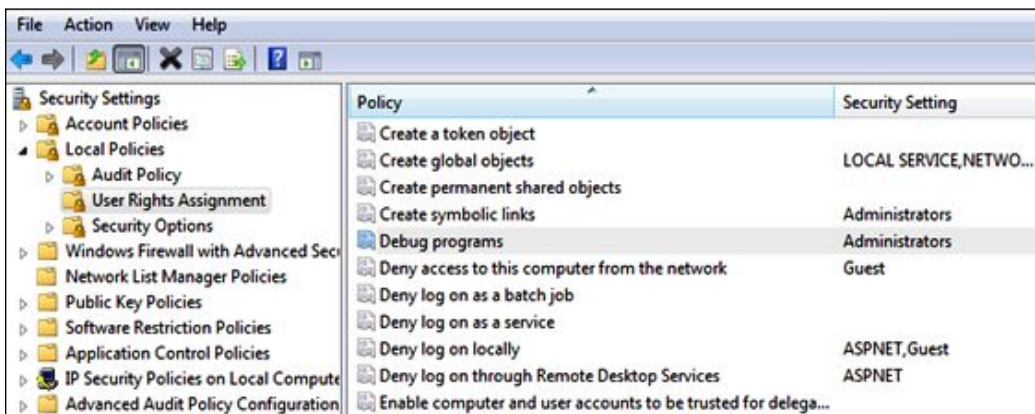 File Action View Help
Security Settings
Account Policies
Local Policies
Audit Policy
User Rights Assignment
Security Options
Windows Firewall with Advanced Secu
Network List Manager Policies
Public Key Policies
Software Restriction Policies
Application Control Policies
IP Security Policies on Local Compute
Advanced Audit Policy Configuration
Policy Security Setting
Create a token object
Create global objects LOCAL SERVICE,NETWO...
Create permanent shared objects
Create symbolic links Administrators
Debug programs Administrators
Deny access to this computer from the network Guest
Deny log on as a batch job
Deny log on as a service
Deny log on locally ASPNET,Guest
Deny log on through Remote Desktop Services ASPNET
Enable computer and user accounts to be trusted for delega...